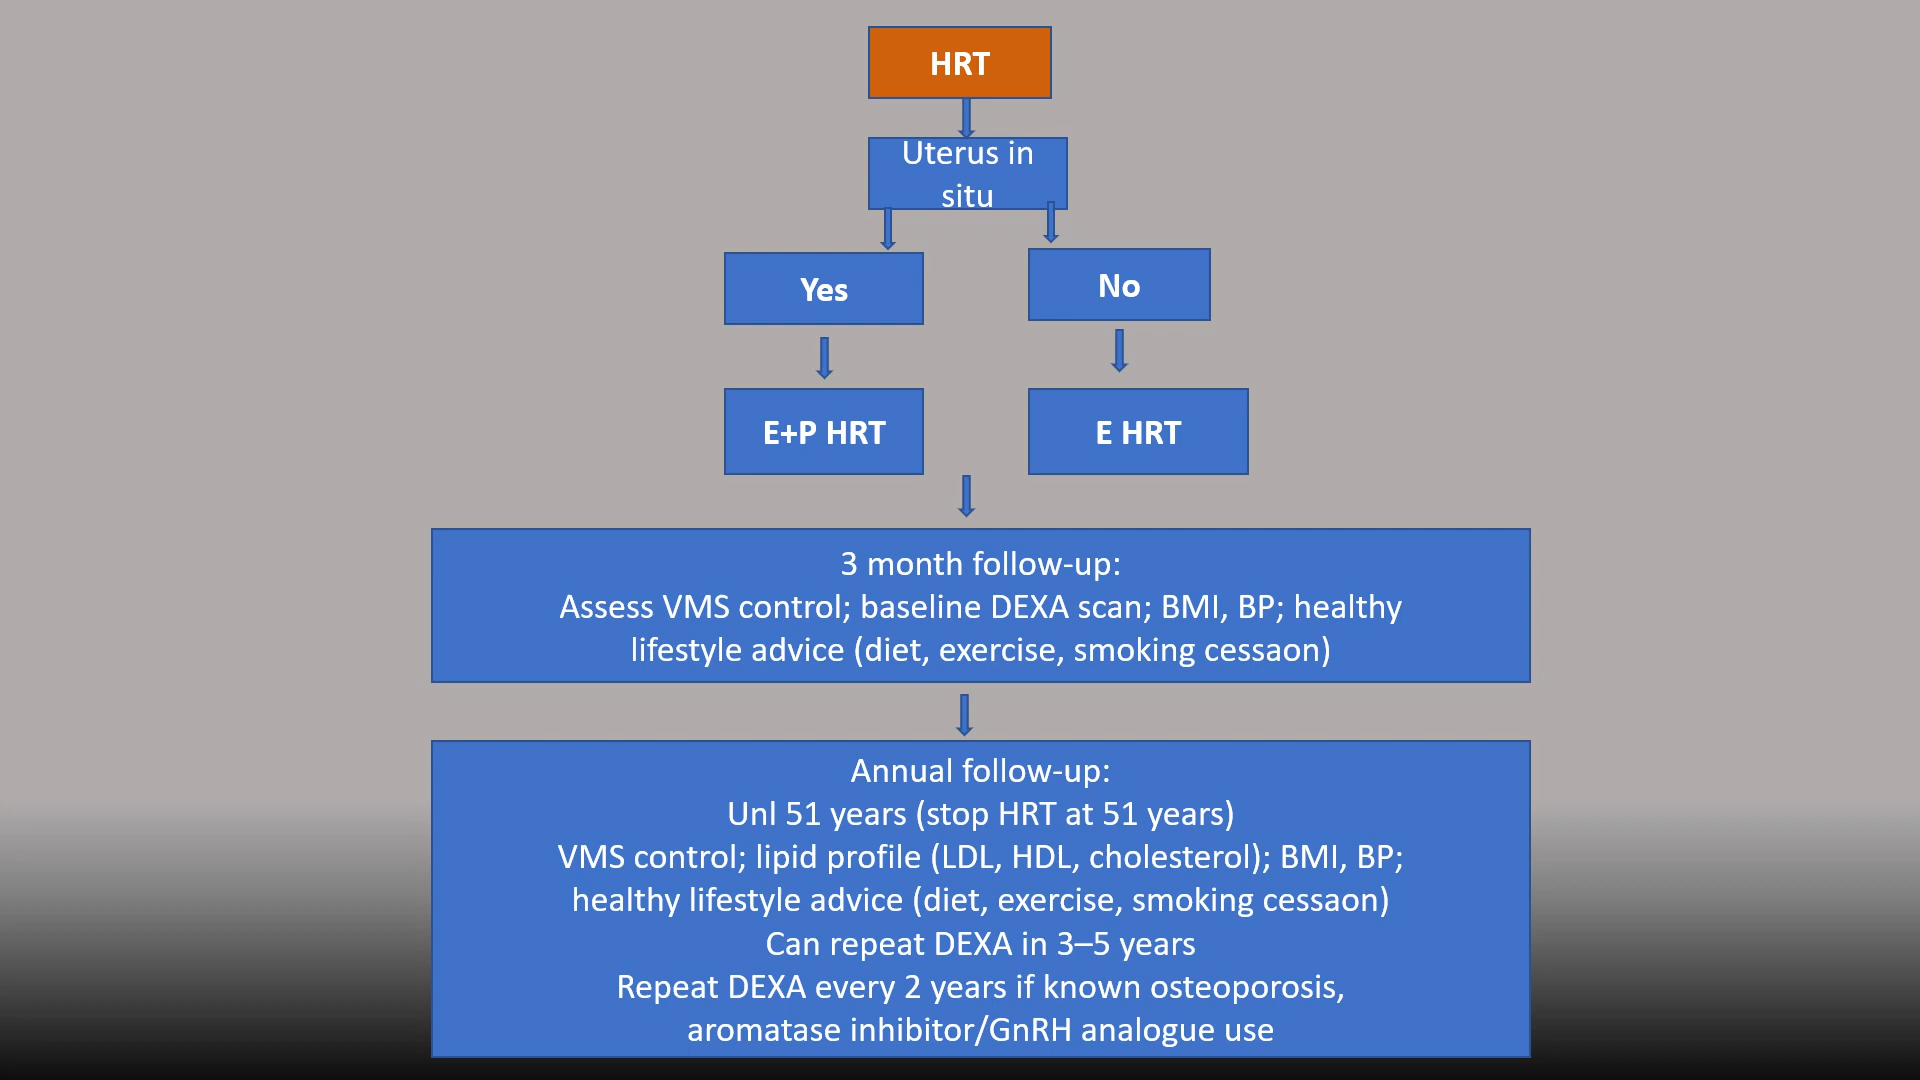 HRT
Uterus in
situ
Yes
No
E+P HRT
E HRT
3 month follow-up:
Assess VMS control; baseline DEXA scan; BMI, BP; healthy
lifestyle advice (diet, exercise, smoking cessaon)
Annual follow-up:
Unl 51 years (stop HRT at 51 years)
VMS control; lipid profile (LDL, HDL, cholesterol); BMI, BP;
healthy lifestyle advice (diet, exercise, smoking cessaon)
Can repeat DEXA in 3–5 years
Repeat DEXA every 2 years if known osteoporosis,
aromatase inhibitor/GnRH analogue use